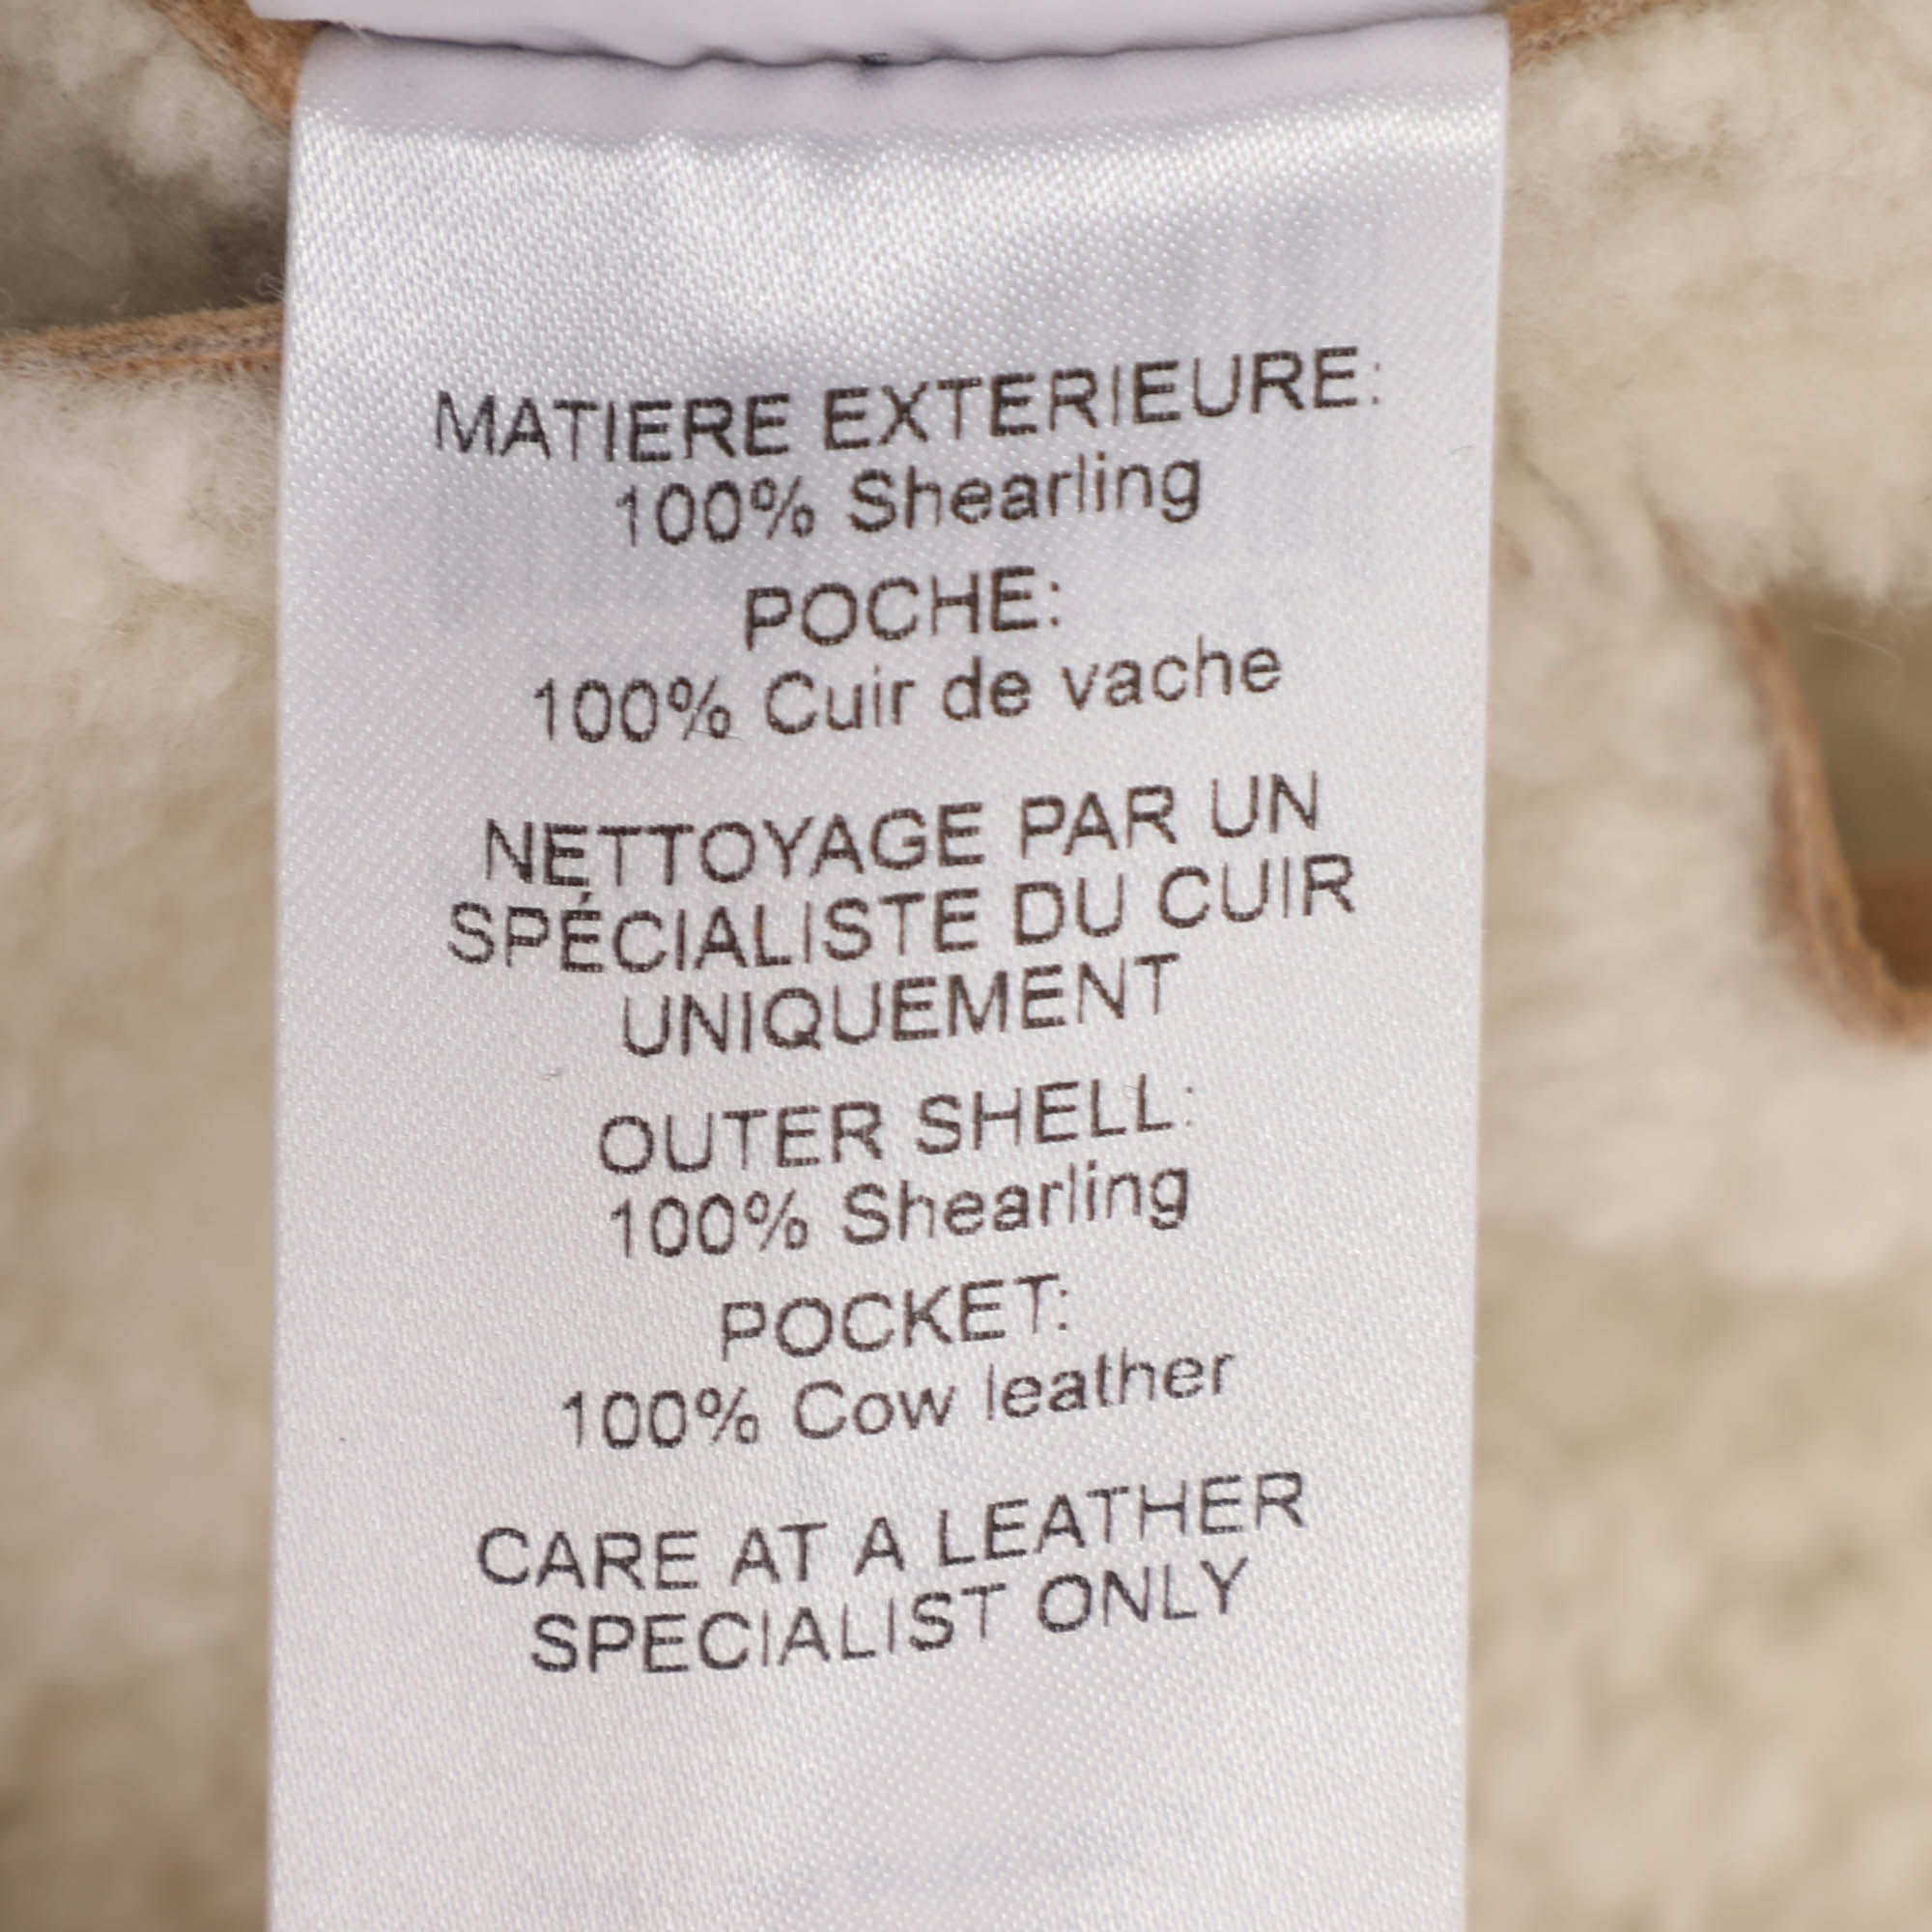 MATIERE EXTERIEURE:
100% Shearling
POCHE:
100% Cuir de vache
NETTOYAGE PAR UN
SPÉCIALISTE DU CUIR
UNIQUEMENT
OUTER SHELL:
100% Shearling
POCKET:
100% Cow leather
CARE AT A LEATHER
SPECIALIST ONLY